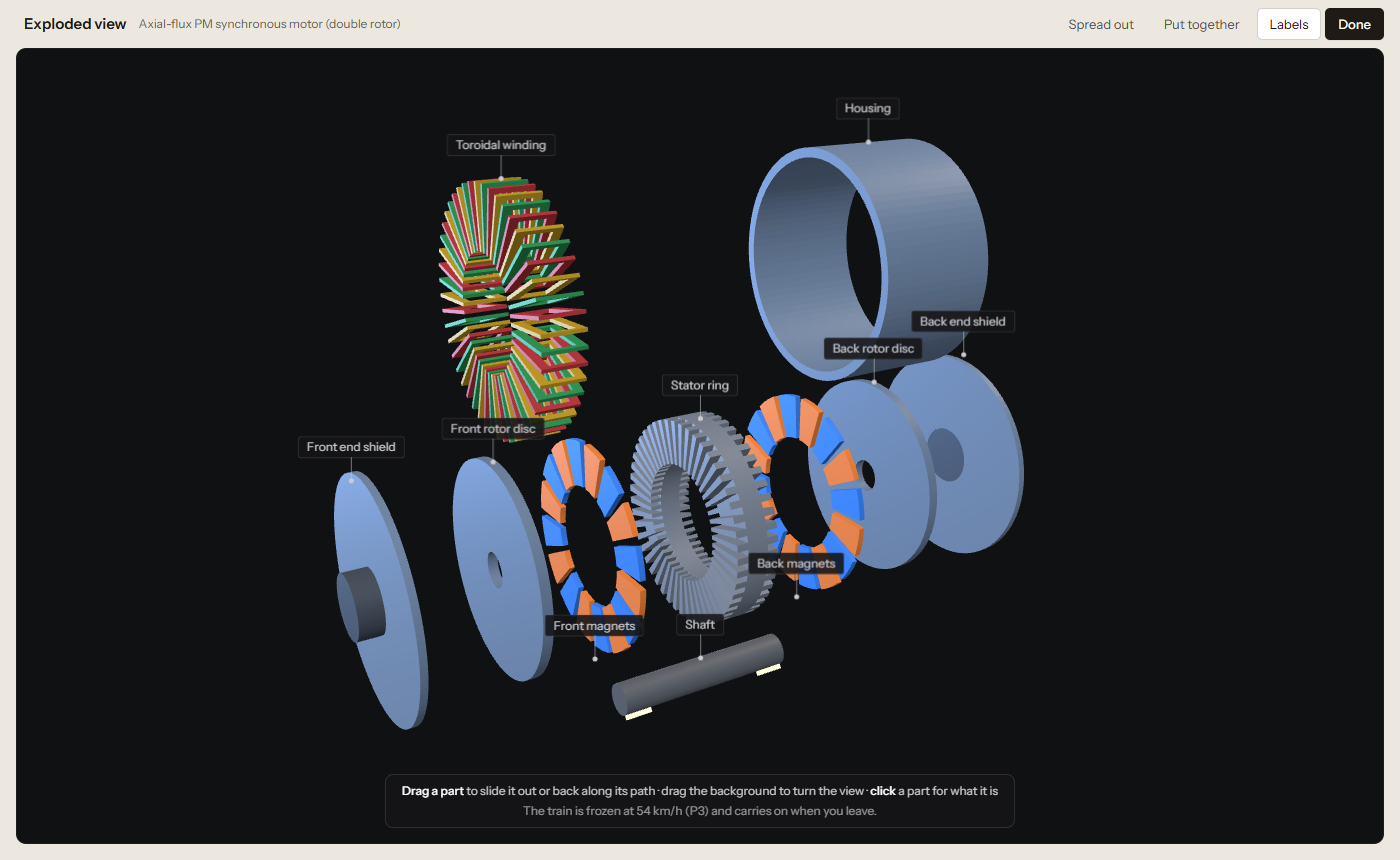 Exploded view
Axial-flux PM synchronous motor (double rotor)
Spread out
Put together
Labels
Done
Housing
Toroidal winding
Back end shield
Back rotor disc
Stator ring
Front rotor disc
Front end shield
Back magnets
Front magnets
Shaft
Drag a part to slide it out or back along its path · drag the background to turn the view · click a part for what it is
The train is frozen at 54 km/h (P3) and carries on when you leave.